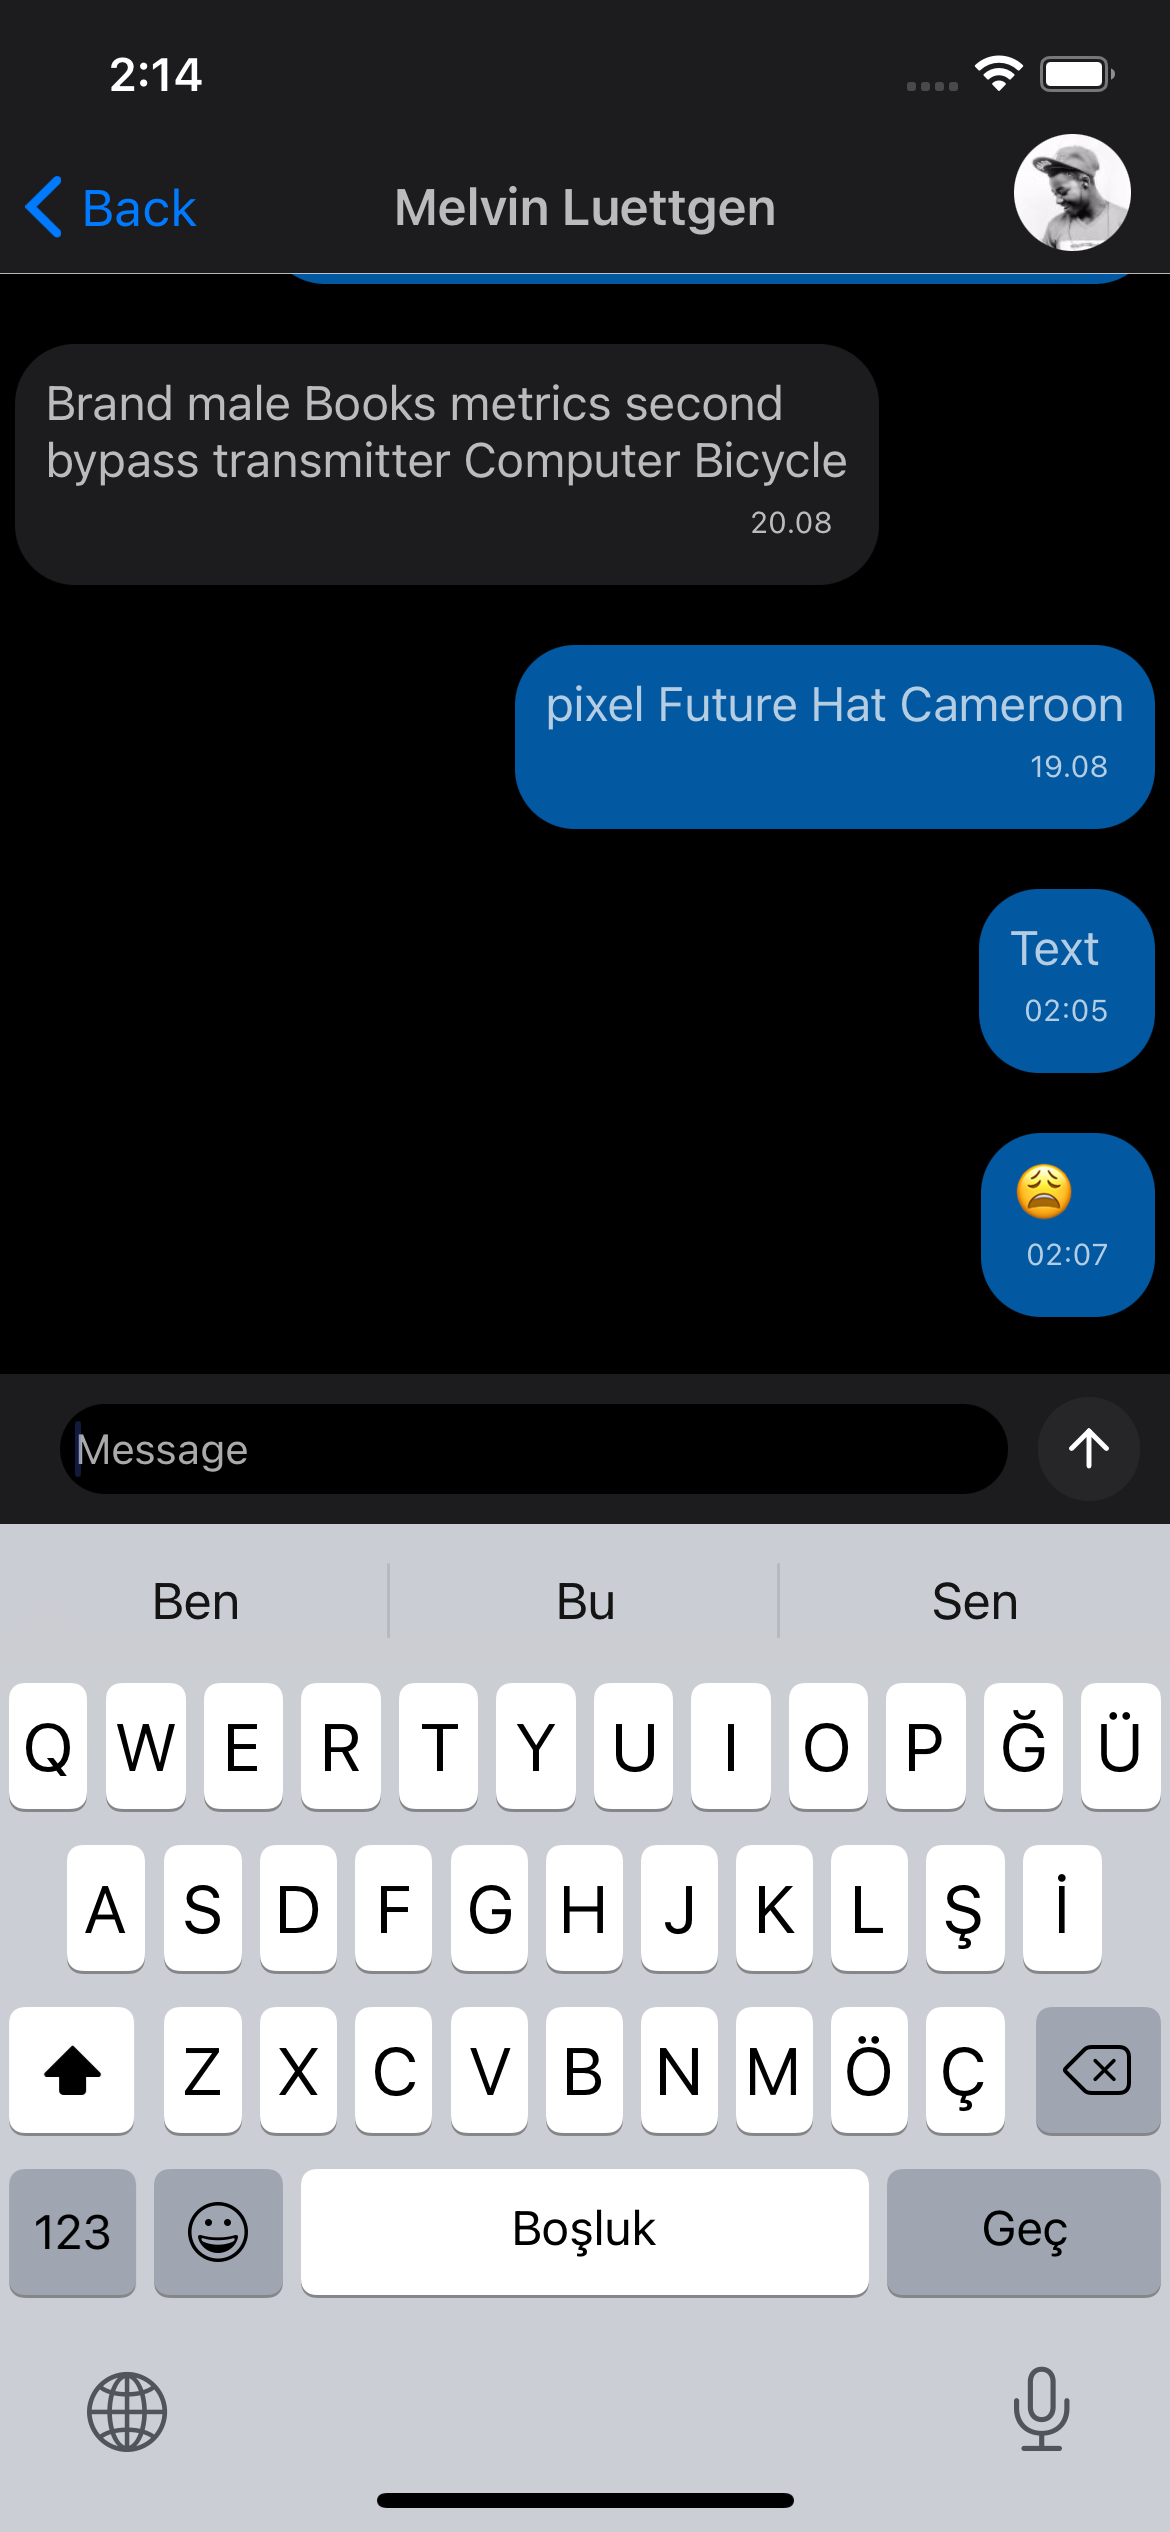 2:14
Back
Melvin Luettgen
Brand male Books metrics second
bypass transmitter Computer Bicycle
20.08
pixel Future Hat Cameroon
19.08
Text
02:05
😩
02:07
Message
Ben Bu Sen
Q W E R T Y U I O P Ğ Ü
A S D F G H J K L Ş İ
Z X C V B N M Ö Ç
123 Boşluk Geç